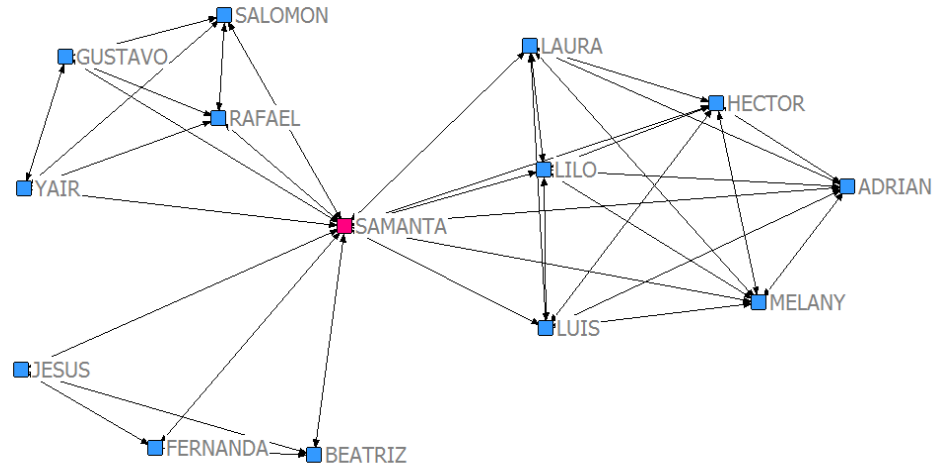 SALOMON
LAURA
GUSTAVO
HECTOR
RAFAEL
LILO
YAIR
ADRIAN
SAMANTA
MELANY
LUIS
JESUS
FERNANDA
BEATRIZ